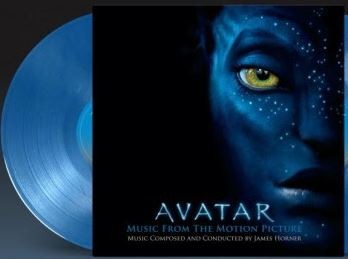 AVATAR
MUSIC FROM THE MOTION PICTURE
MUSIC COMPOSED AND CONDUCTED BY JAMES HORNER